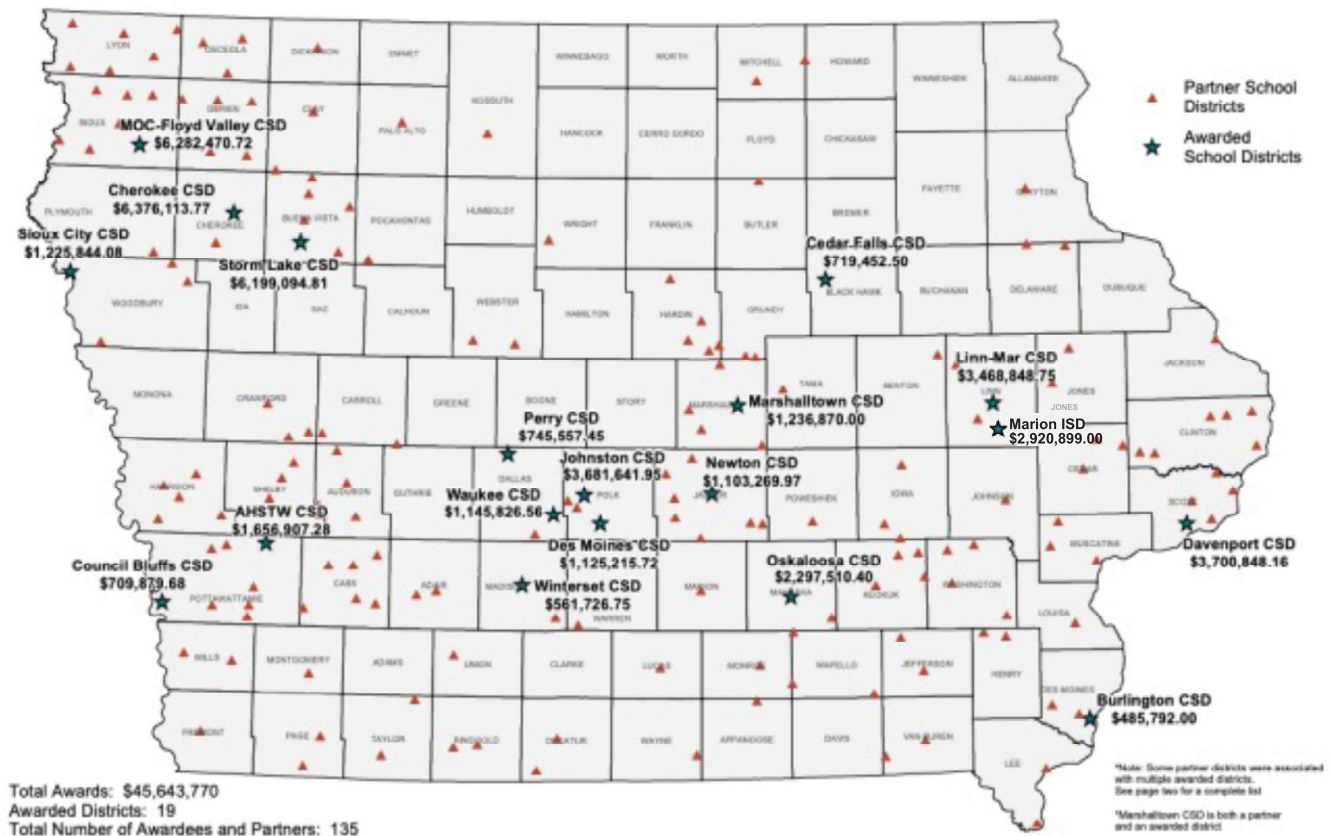 LYON
OSCEOLA
DICKINSON
EMMET
WINNEBAGO
WORTH
MITCHELL
HOWARD
WINNESHIEK
ALLAMAKEE
Partner School
Districts
Awarded
School Districts
KOSSUTH
SIOUX
OBRIEN
CLAY
PALO ALTO
HANCOCK
CERRO GORDO
FLOYD
CHICKASAW
MOC-Floyd Valley CSD
$6,282,470.72
FAYETTE
CLAYTON
Cherokee CSD
$6,376,113.77
PLYMOUTH
CHEROKEE
BUENA VISTA
POCAHONTAS
HUMBOLDT
WRIGHT
FRANKLIN
BUTLER
BREMER
Sioux City CSD
$1,225,844.08
Storm Lake CSD
$6,199,094.81
Cedar Falls CSD
$719,452.50
BLACK HAWK
BUCHANAN
DELAWARE
DUBUQUE
WOODBURY
IDA
SAC
CALHOUN
WEBSTER
HAMILTON
HARDIN
GRUNDY
Linn-Mar CSD
$3,468,848.75
LINN
JONES
JONES
JACKSON
MONONA
CRAWFORD
CARROLL
GREENE
BOONE
STORY
MARSHALL
TAMA
BENTON
Marshalltown CSD
$1,236,870.00
Perry CSD
$745,557.45
Marion ISD
$2,920,899.00
CLINTON
Johnston CSD
$3,681,641.95
Newton CSD
$1,103,269.97
CEDAR
HARRISON
SHELBY
AUDUBON
GUTHRIE
DALLAS
POLK
JASPER
POWESHIEK
IOWA
JOHNSON
SCOTT
Waukee CSD
$1,145,826.56
AHSTW CSD
$1,656,907.28
Des Moines CSD
$1,125,215.72
MUSCATINE
Davenport CSD
$3,700,848.16
Council Bluffs CSD
$709,879.68
POTTAWATTAMIE
CASS
ADAIR
MADISON
Winterset CSD
$561,726.75
WARREN
MARION
Oskaloosa CSD
$2,297,510.40
MAHASKA
KEOKUK
WASHINGTON
LOUISA
MILLS
MONTGOMERY
ADAMS
UNION
CLARKE
LUCAS
MONROE
WAPELLO
JEFFERSON
HENRY
DES MOINES
Burlington CSD
$485,792.00
FREMONT
PAGE
TAYLOR
RINGGOLD
DECATUR
WAYNE
APPANOOSE
DAVIS
VAN BUREN
LEE
*Note: Some partner districts were associated
with multiple awarded districts.
See page two for a complete list
*Marshalltown CSD is both a partner
and an awarded district
Total Awards: $45,643,770
Awarded Districts: 19
Total Number of Awardees and Partners: 135